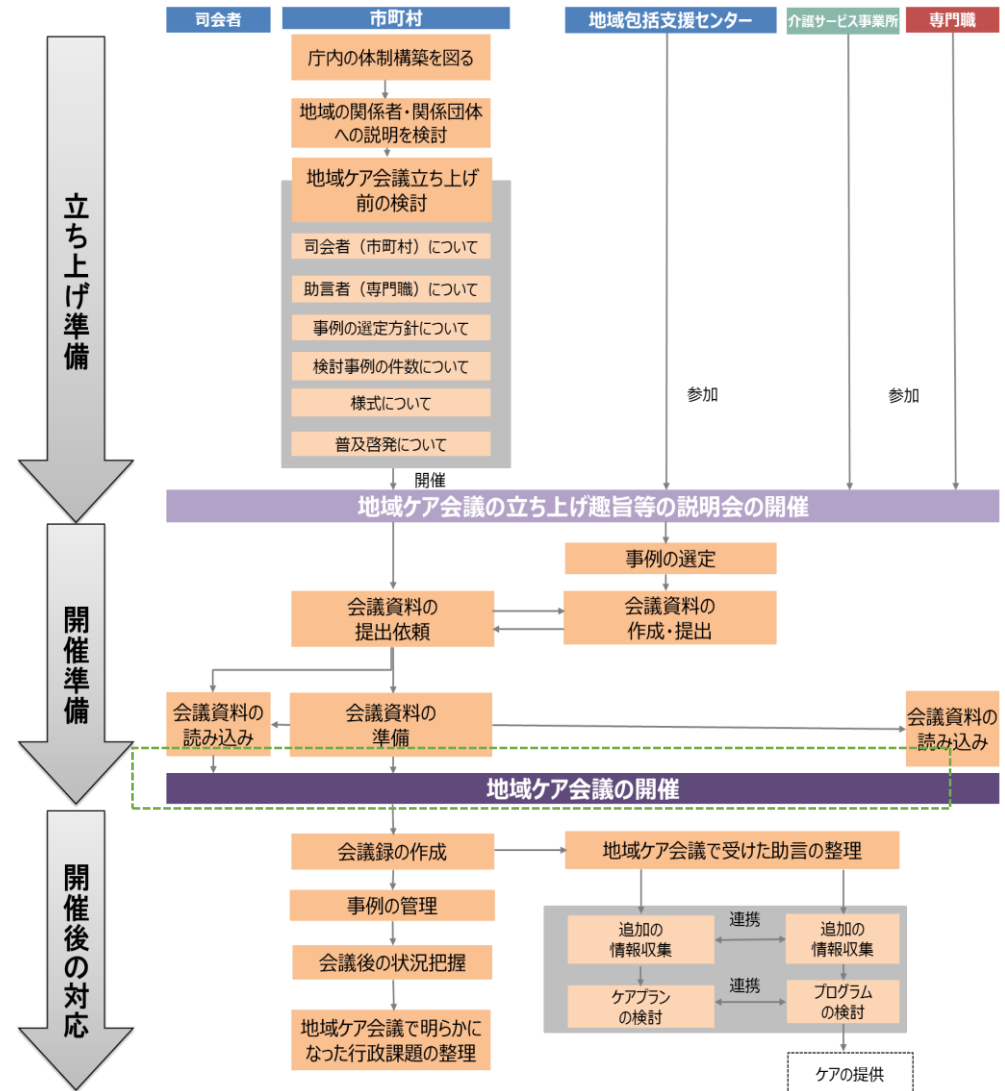 司会者
市町村
地域包括支援センター
介護サービス事業所
専門職
立ち上げ準備
庁内の体制構築を図る
地域の関係者・関係団体
への説明を検討
地域ケア会議立ち上げ
前の検討
司会者（市町村）について
助言者（専門職）について
事例の選定方針について
検討事例の件数について
様式について
普及啓発について
参加
参加
開催
地域ケア会議の立ち上げ趣旨等の説明会の開催
開催準備
事例の選定
会議資料の
提出依頼
会議資料の
作成・提出
会議資料の
読み込み
会議資料の
準備
会議資料の
読み込み
地域ケア会議の開催
開催後の対応
会議録の作成
地域ケア会議で受けた助言の整理
事例の管理
会議後の状況把握
地域ケア会議で明らかに
なった行政課題の整理
追加の
情報収集
連携
追加の
情報収集
ケアプラン
の検討
連携
プログラム
の検討
ケアの提供